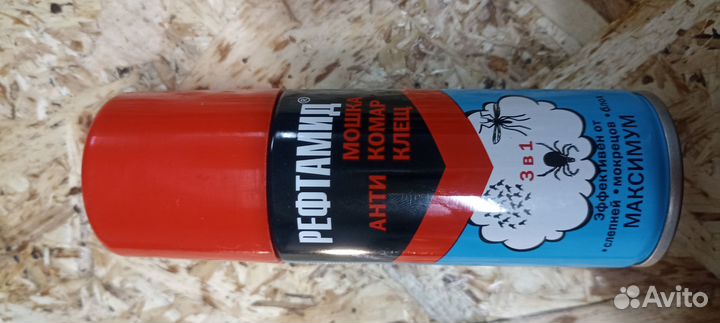 РЕФТАМИД®
АНТИ
МОШКА
КОМАР
КЛЕЩ
3 в 1
Эффективен от
•слепней •мокрецов •блох
МАКСИМУМ
Avito